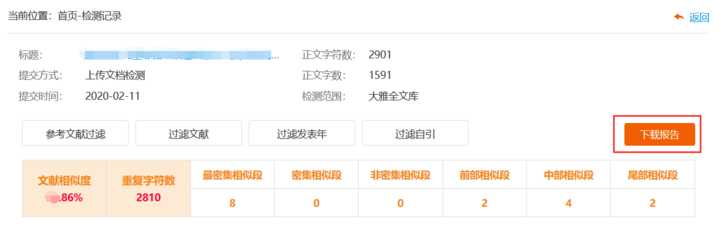 当前位置：首页-检测记录
返回
标题：
...
正文字符数： 2901
提交方式： 上传文档检测
正文字数： 1591
提交时间： 2020-02-11
检测范围： 大雅全文库
参考文献过滤
过滤文献
过滤发表年
过滤自引
下载报告
文献相似度 重复字符数 最密集相似段 密集相似段 非密集相似段 前部相似段 中部相似段 尾部相似段
.86% 2810 8 0 0 2 4 2